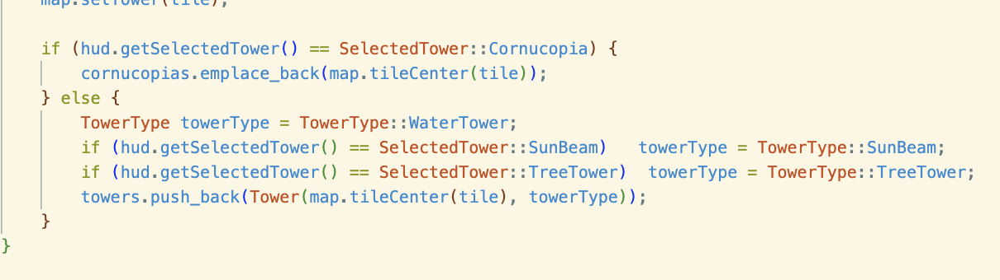 map.setTower(tile);
if (hud.getSelectedTower() == SelectedTower::Cornucopia) {
cornucopias.emplace_back(map.tileCenter(tile));
} else {
TowerType towerType = TowerType::WaterTower;
if (hud.getSelectedTower() == SelectedTower::SunBeam)   towerType = TowerType::SunBeam;
if (hud.getSelectedTower() == SelectedTower::TreeTower)  towerType = TowerType::TreeTower;
towers.push_back(Tower(map.tileCenter(tile), towerType));
}
}